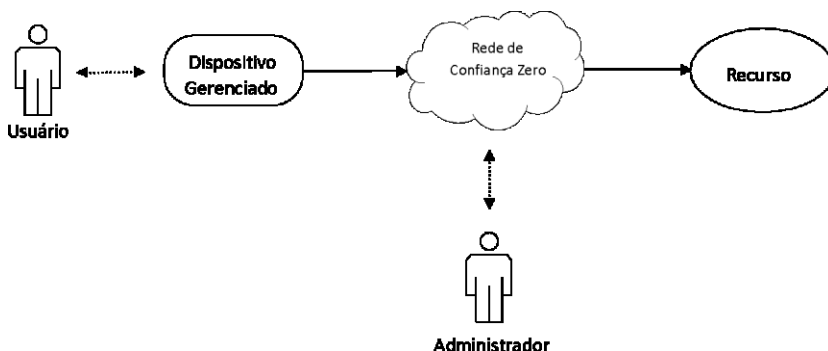 Usuário
Dispositivo
Gerenciado
Rede de
Confiança Zero
Recurso
Administrador